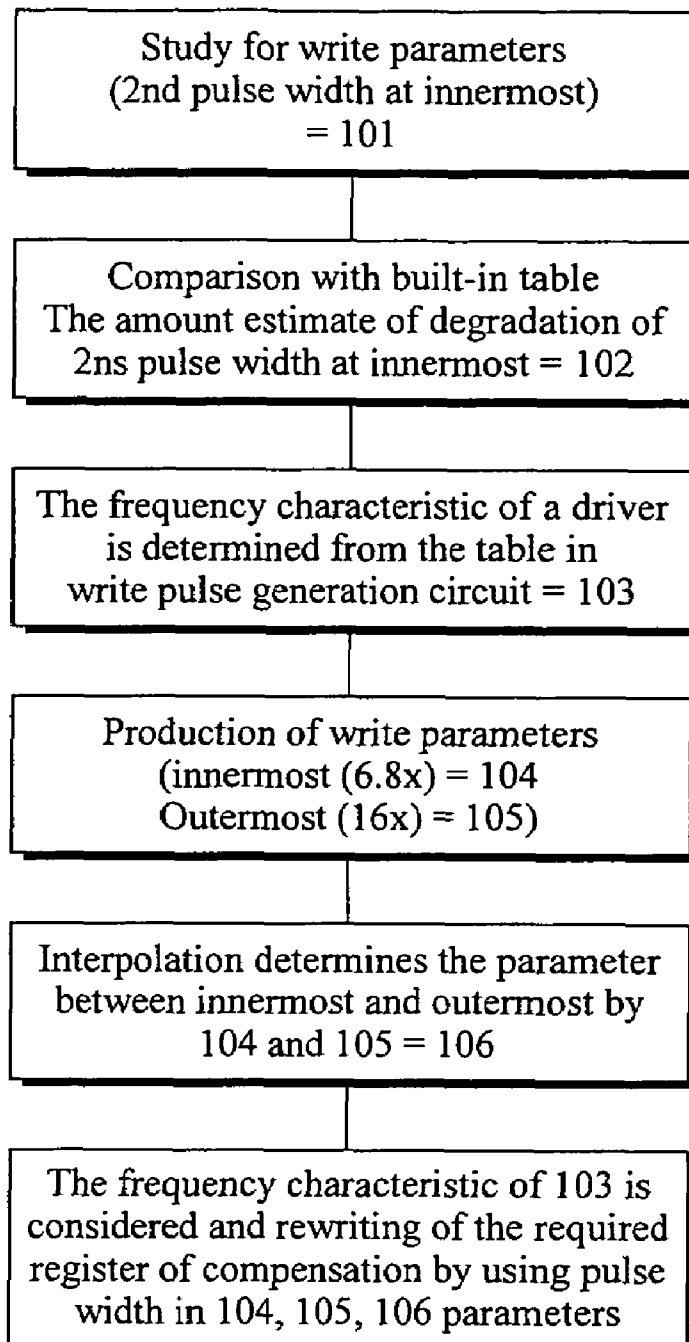 Study for write parameters
(2nd pulse width at innermost)
= 101
Comparison with built-in table
The amount estimate of degradation of
2ns pulse width at innermost = 102
The frequency characteristic of a driver
is determined from the table in
write pulse generation circuit = 103
Production of write parameters
(innermost (6.8x) = 104
Outermost (16x) = 105)
Interpolation determines the parameter
between innermost and outermost by
104 and 105 = 106
The frequency characteristic of 103 is
considered and rewriting of the required
register of compensation by using pulse
width in 104, 105, 106 parameters